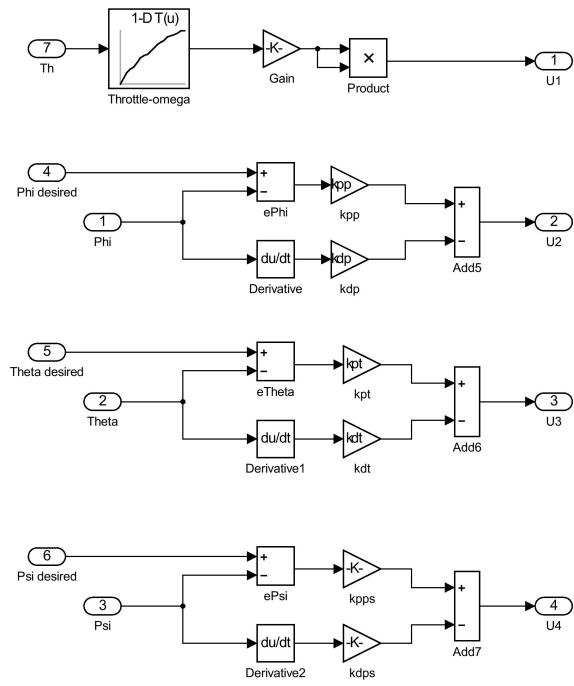 1-D T(u)
7
-K-
×
1
Th
Gain
Product
U1
Throttle-omega
4
+
−
kpp
Phi desired
ePhi
kpp
1
+
−
2
Phi
U2
du/dt
kdp
Add5
Derivative
kdp
5
+
−
kpt
Theta desired
eTheta
kpt
2
+
−
3
Theta
U3
du/dt
kdt
Add6
Derivative1
kdt
6
+
−
-K-
Psi desired
ePsi
kpps
3
+
−
4
Psi
U4
du/dt
-K-
Add7
Derivative2
kdps